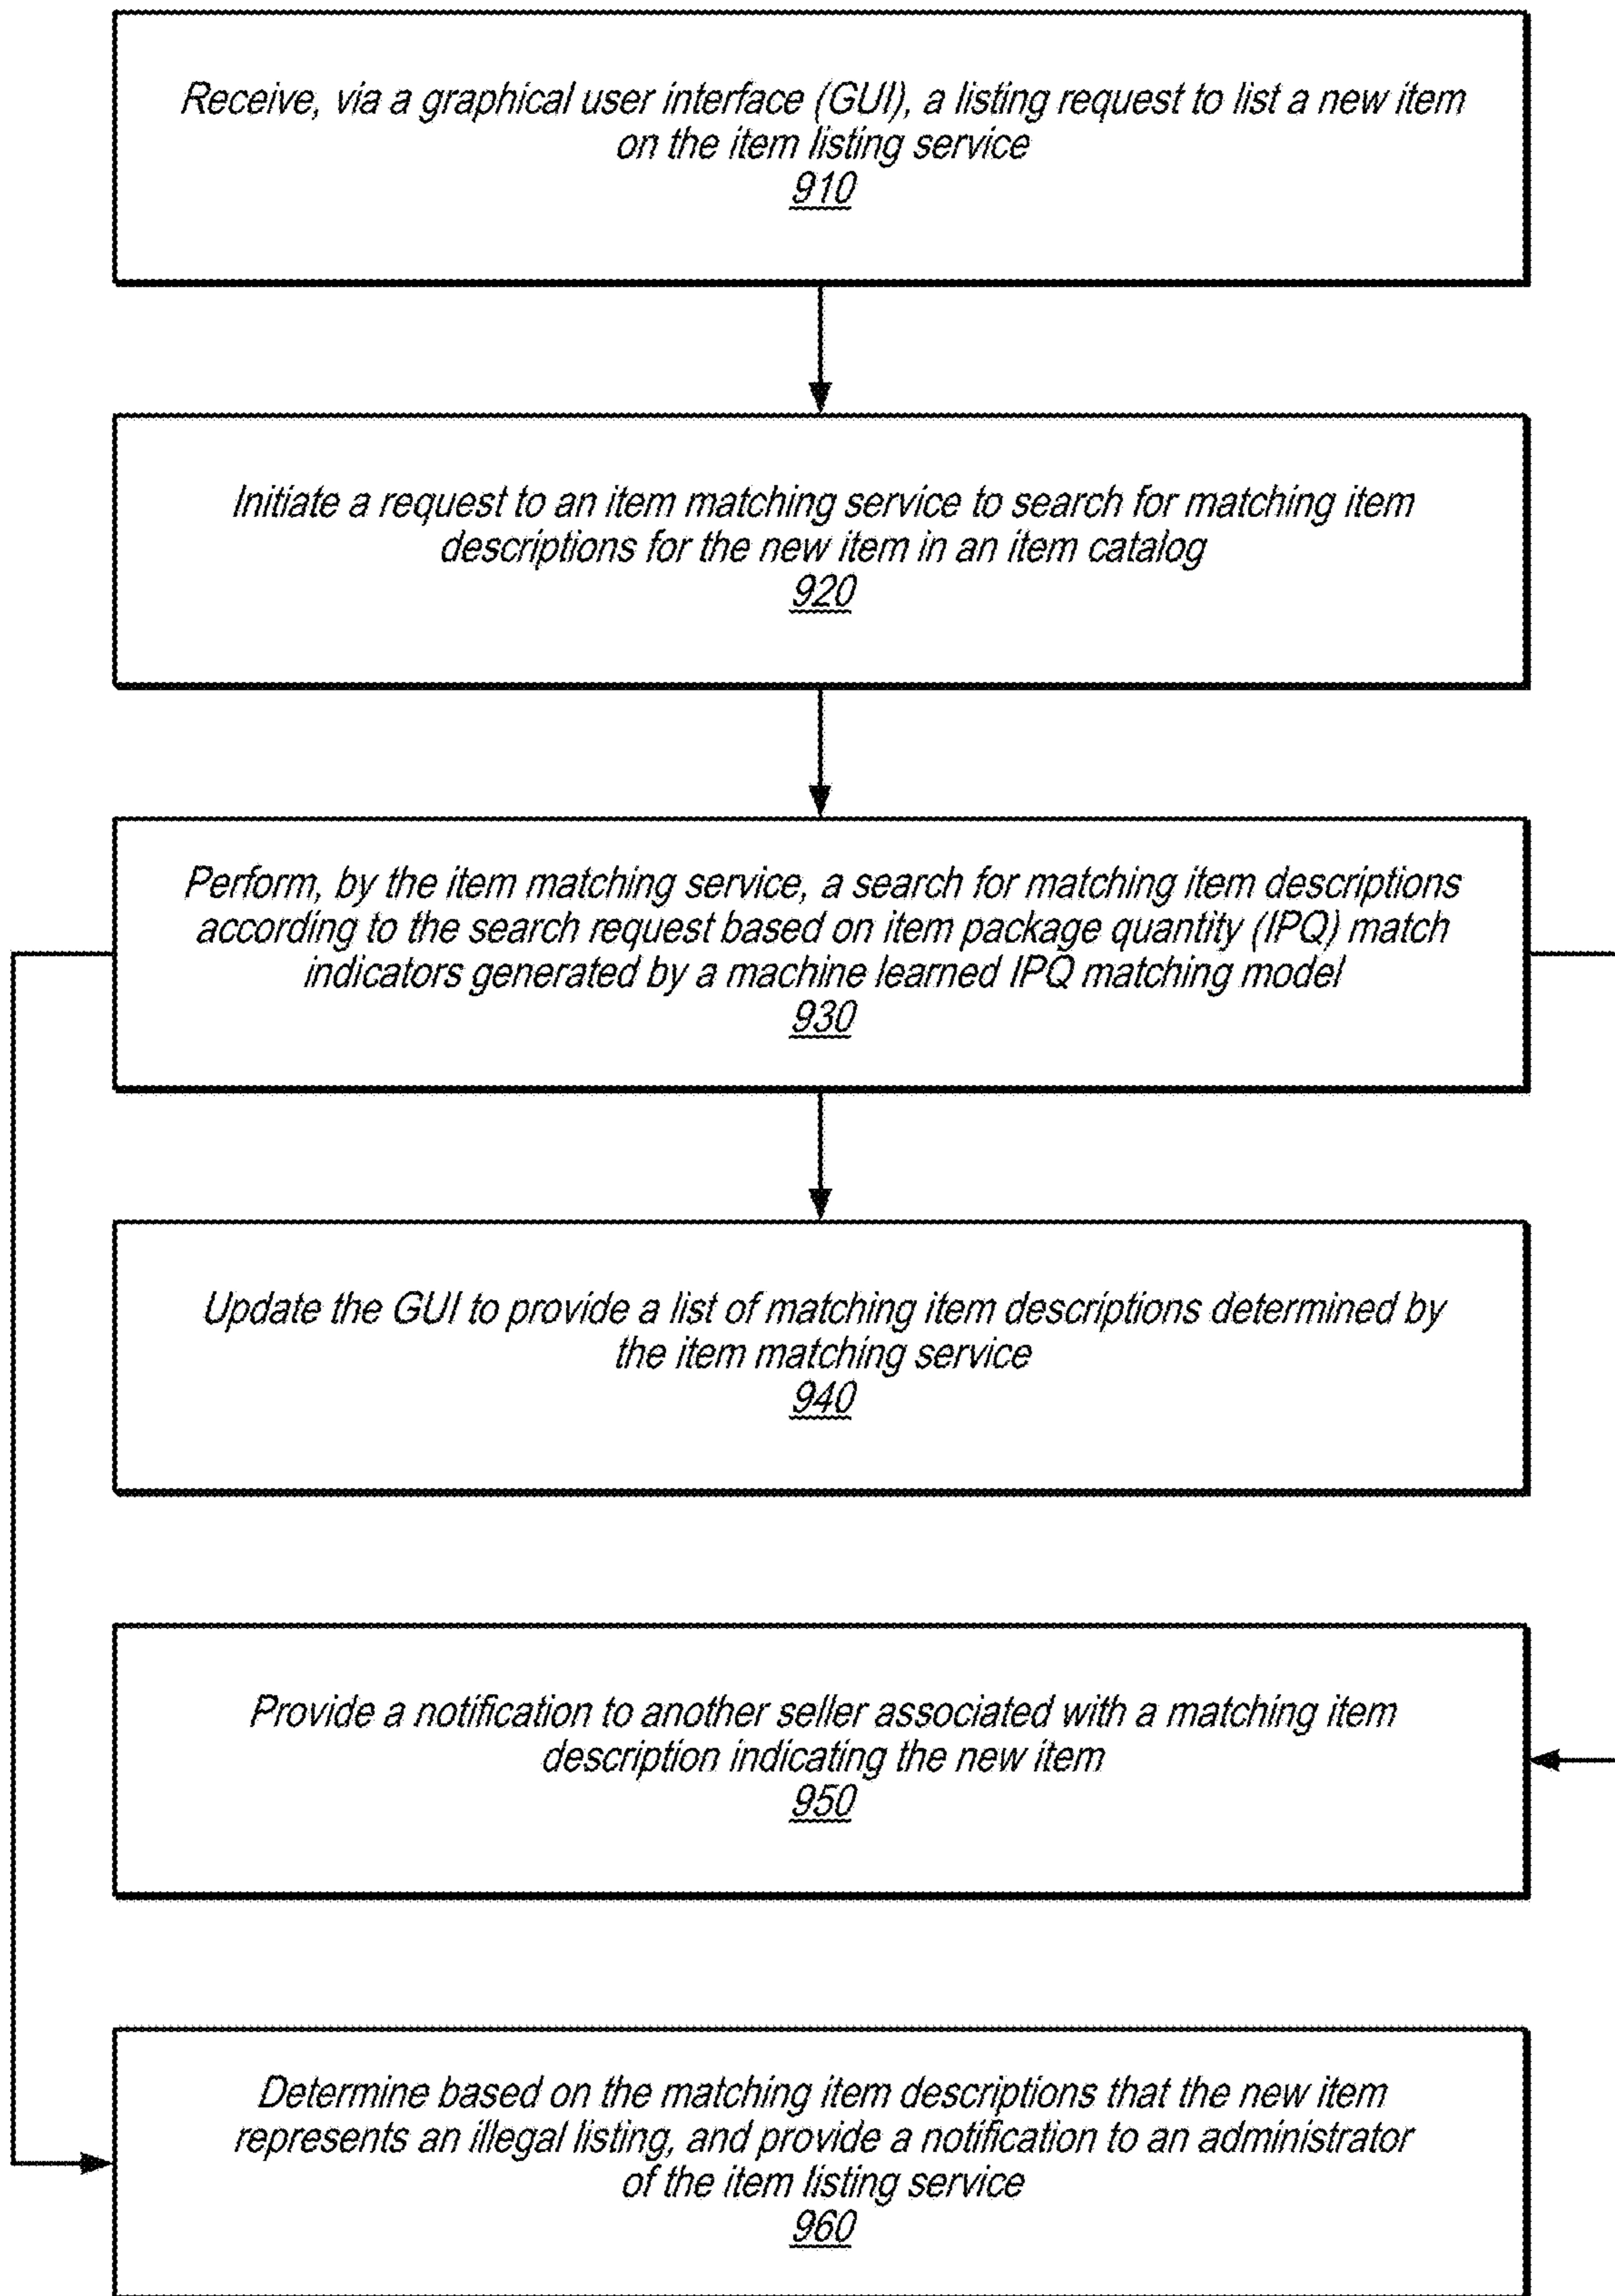 Receive, via a graphical user interface (GUI), a listing request to list a new item
on the item listing service
910
Initiate a request to an item matching service to search for matching item
descriptions for the new item in an item catalog
920
Perform, by the item matching service, a search for matching item descriptions
according to the search request based on item package quantity (IPQ) match
indicators generated by a machine learned IPQ matching model
930
Update the GUI to provide a list of matching item descriptions determined by
the item matching service
940
Provide a notification to another seller associated with a matching item
description indicating the new item
950
Determine based on the matching item descriptions that the new item
represents an illegal listing, and provide a notification to an administrator
of the item listing service
960